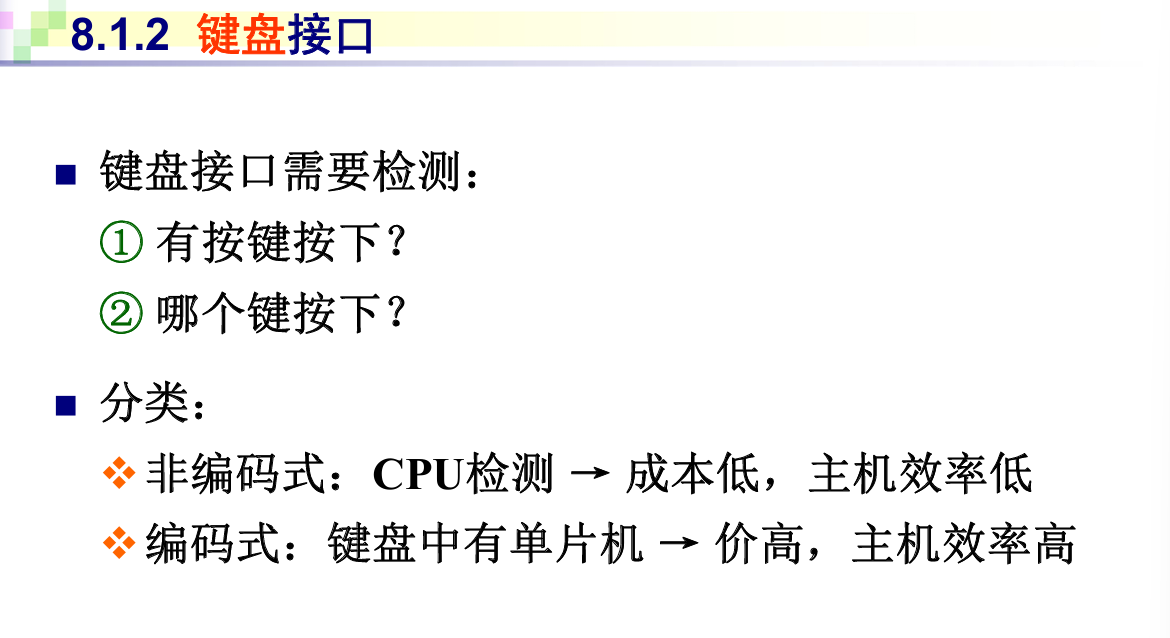 8.1.2 键盘接口
键盘接口需要检测：
① 有按键按下？
② 哪个键按下？
分类：
非编码式：CPU检测 → 成本低，主机效率低
编码式：键盘中有单片机 → 价高，主机效率高